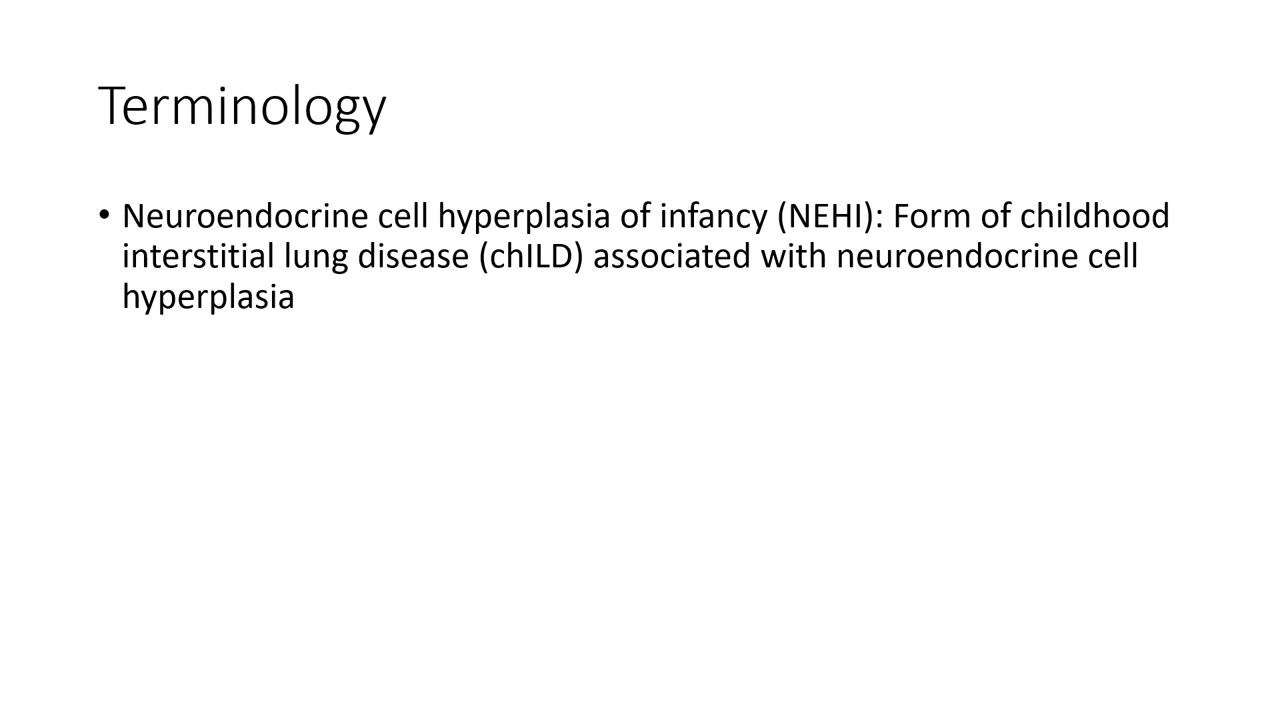 Terminology
• Neuroendocrine cell hyperplasia of infancy (NEHI): Form of childhood
interstitial lung disease (chILD) associated with neuroendocrine cell
hyperplasia